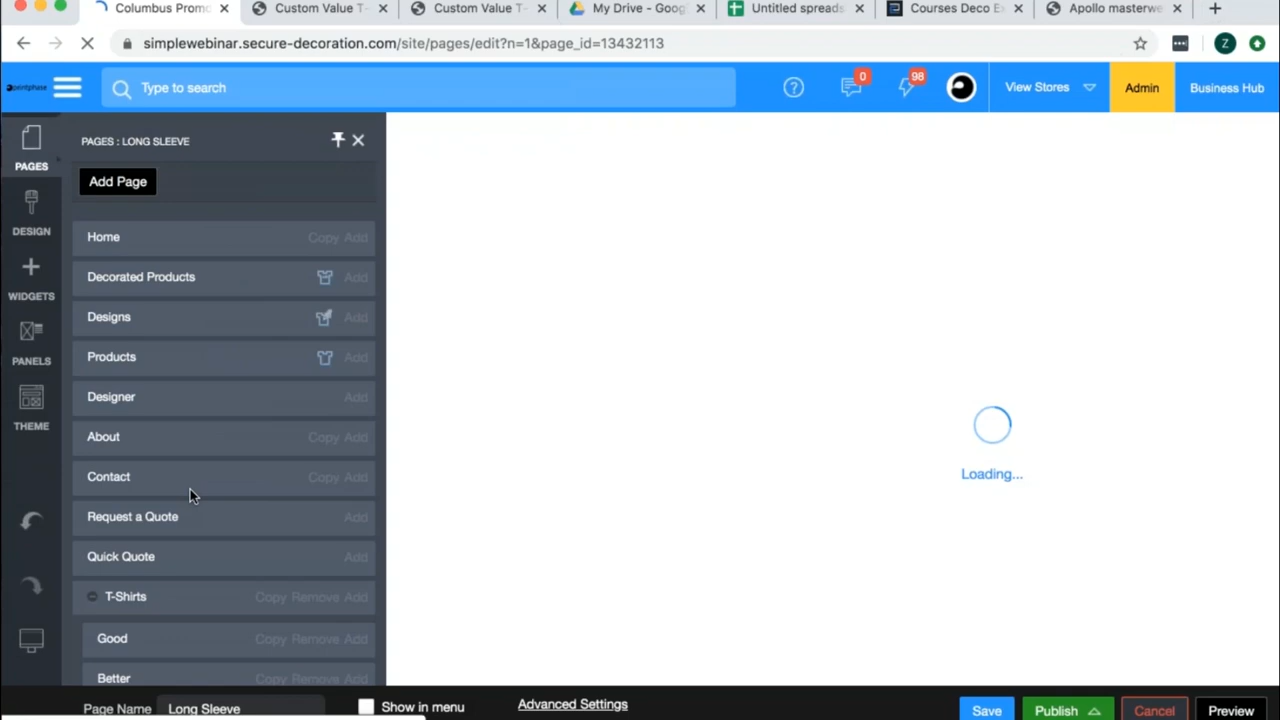 Columbus Promo
Custom Value T-
Custom Value T-
My Drive - Goog
Untitled spreads
Courses Deco Ex
Apollo masterwe
simplewebinar.secure-decoration.com/site/pages/edit?n=1&page_id=13432113
printphase
Type to search
0
98
View Stores
Admin
Business Hub
PAGES
DESIGN
WIDGETS
PANELS
THEME
PAGES : LONG SLEEVE
Add Page
Home Copy Add
Decorated Products Add
Designs Add
Products Add
Designer Add
About Copy Add
Contact Copy Add
Request a Quote Add
Quick Quote Add
T-Shirts Copy Remove Add
Good Copy Remove Add
Better Copy Remove Add
Loading...
Page Name Long Sleeve Show in menu Advanced Settings Save Publish Cancel Preview